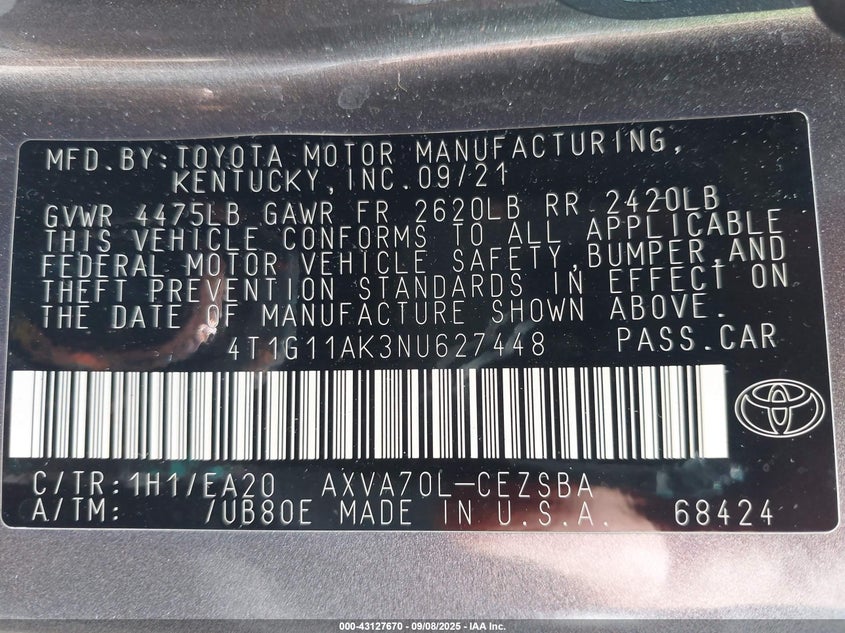 MFD.BY:TOYOTA MOTOR MANUFACTURING,
KENTUCKY,INC.09/21
GVWR 4475LB GAWR FR 2620LB RR 2420LB
THIS VEHICLE CONFORMS TO ALL APPLICABLE
FEDERAL MOTOR VEHICLE SAFETY,BUMPER,AND
THEFT PREVENTION STANDARDS IN EFFECT ON
THE DATE OF MANUFACTURE SHOWN ABOVE.
4T1G11AK3NU627448 PASS.CAR
C/TR:1H1/EA20 AXVA70L-CEZSBA
A/TM: /UB80E MADE IN U.S.A. 68424
000-43127670 - 09/08/2025 - IAA Inc.